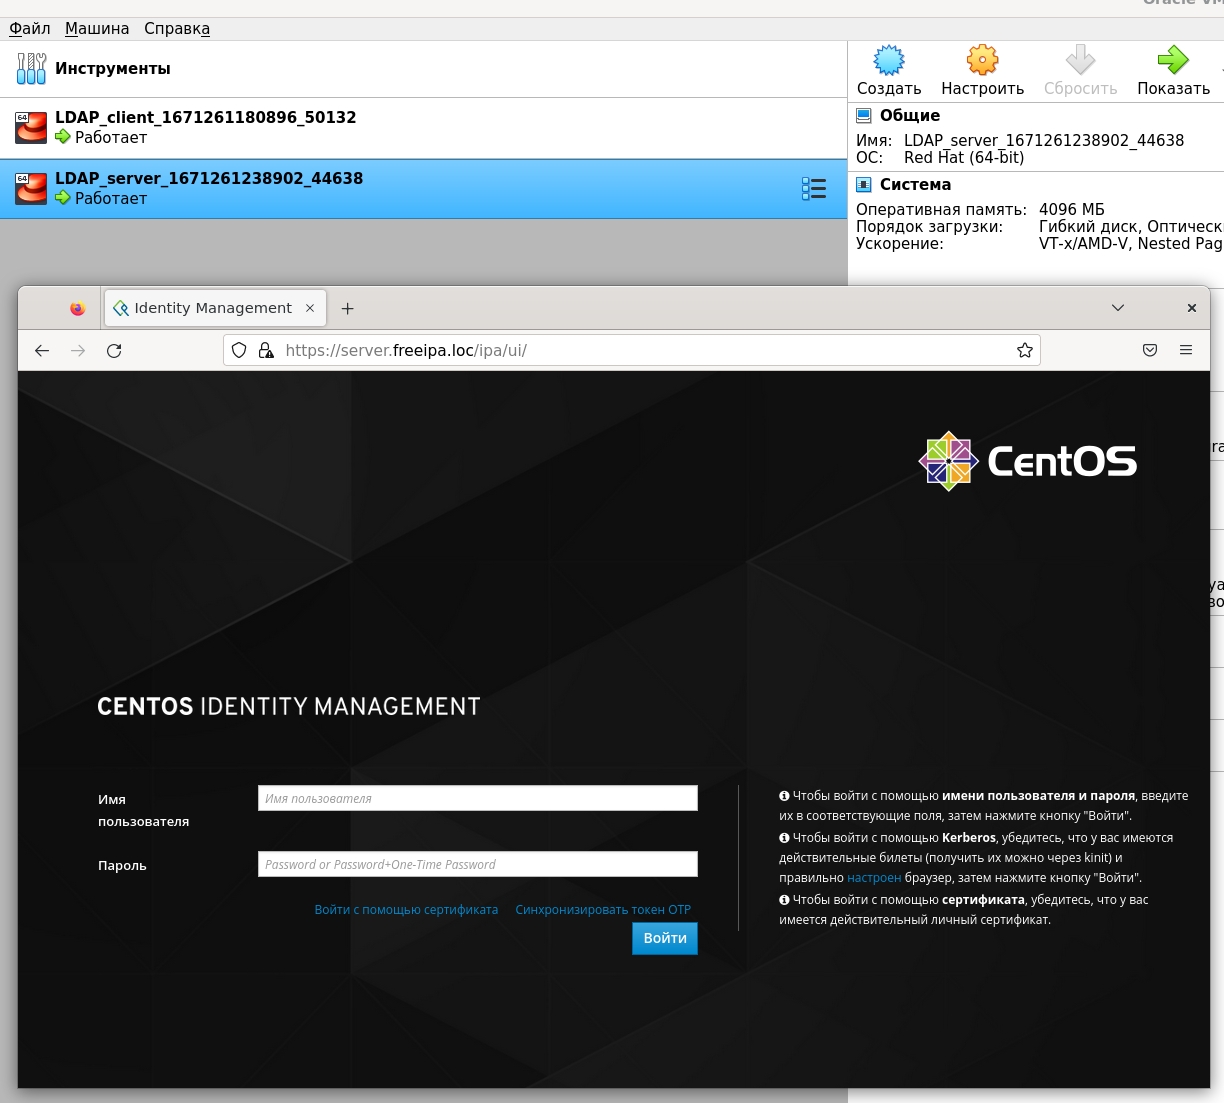 Файл Машина Справка
Инструменты
Создать Настроить Сбросить Показать
64
LDAP_client_1671261180896_50132
Работает
64
LDAP_server_1671261238902_44638
Работает
Общие
Имя: LDAP_server_1671261238902_44638
ОС: Red Hat (64-bit)
Система
Оперативная память: 4096 МБ
Порядок загрузки: Гибкий диск, Оптическ
Ускорение: VT-x/AMD-V, Nested Pag
Identity Management
https://server.freeipa.loc/ipa/ui/
CentOS
CENTOS IDENTITY MANAGEMENT
Имя
пользователя
Имя пользователя
Пароль
Password or Password+One-Time Password
Войти с помощью сертификата Синхронизировать токен OTP
Войти
Чтобы войти с помощью имени пользователя и пароля, введите
их в соответствующие поля, затем нажмите кнопку "Войти".
Чтобы войти с помощью Kerberos, убедитесь, что у вас имеются
действительные билеты (получить их можно через kinit) и
правильно настроен браузер, затем нажмите кнопку "Войти".
Чтобы войти с помощью сертификата, убедитесь, что у вас
имеется действительный личный сертификат.